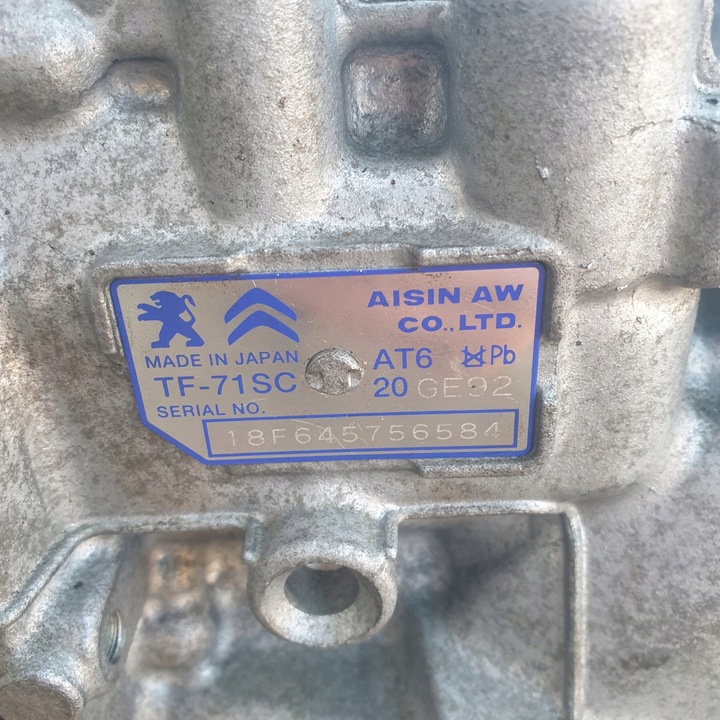 AISIN AW
CO.,LTD.
MADE IN JAPAN
AT6 Pb
TF-71SC
20 GE92
SERIAL NO.
18F645756584